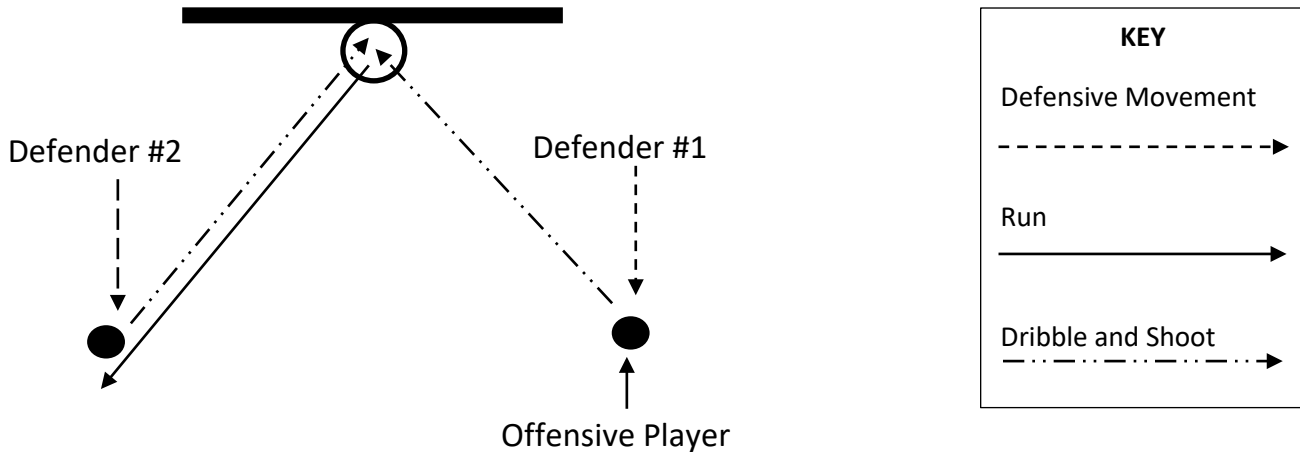 KEY
Defensive Movement
Defender #2
Defender #1
Run
Dribble and Shoot
Offensive Player